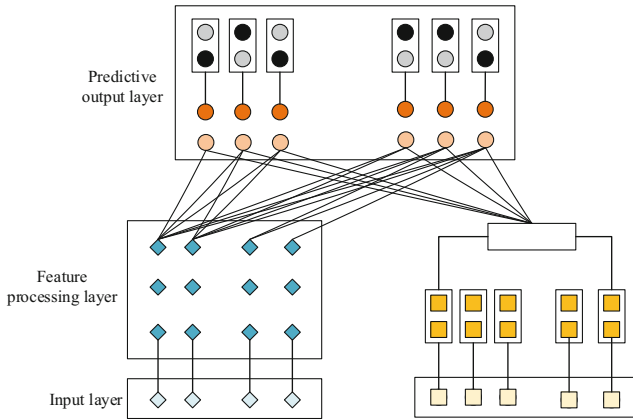 Predictive
output layer
Feature
processing layer
Input layer